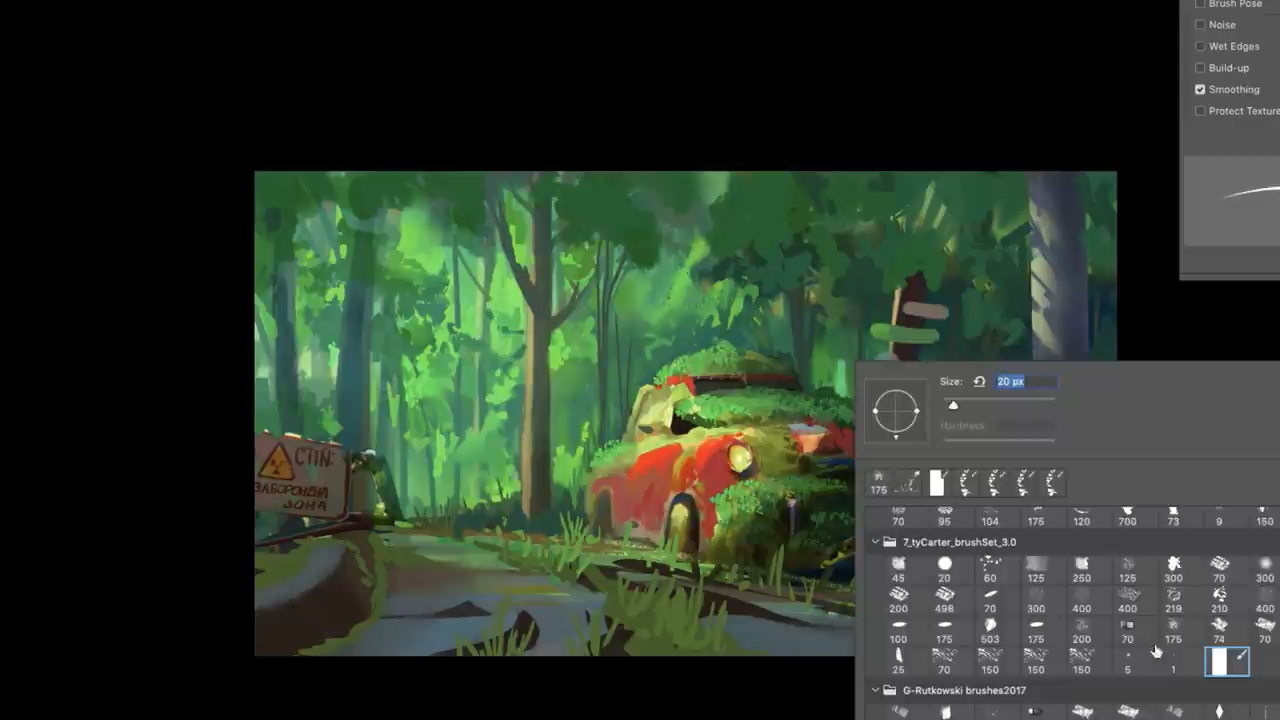 Brush Pose
Noise
Wet Edges
Build-up
Smoothing
Protect Texture
Size: 20 px
Hardness:
СТІЙ:
ЗАБОРОНЕНА
ЗОНА
175
70 95 104 175 120 700 73 9 150
7_tyCarter_brushSet_3.0
45 20 60 125 250 125 300 70 300
200 498 70 300 400 400 219 210 400
100 175 503 175 200 70 175 74 70
25 70 150 150 150 5 1
G-Rutkowski brushes2017